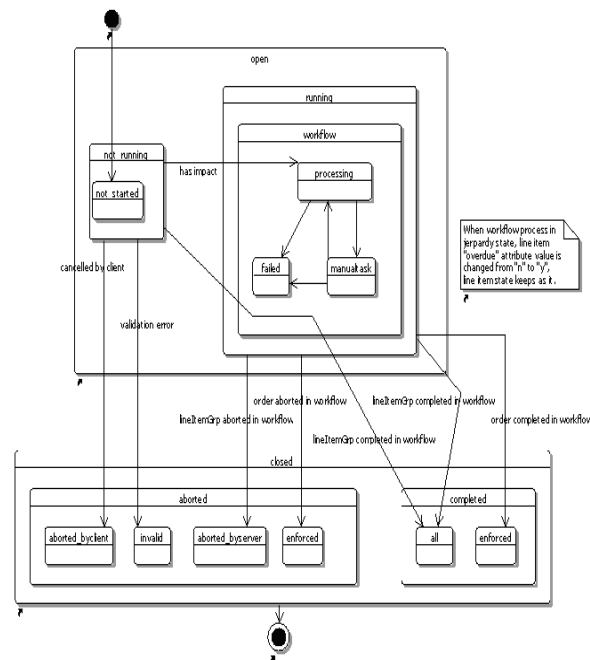 open
running
workflow
not_running
not_started
has impact
processing
failed
manualtask
When workflow process in
jerpardy state, line item
"overdue" attribute value is
changed from "n" to "y",
line item state keeps as it.
cancelled by client
validation error
order aborted in workflow
lineItemGrp aborted in workflow
lineItemGrp completed in workflow
lineItemGrp completed in workflow
order completed in workflow
closed
aborted
completed
aborted_byclient
invalid
aborted_byserver
enforced
all
enforced